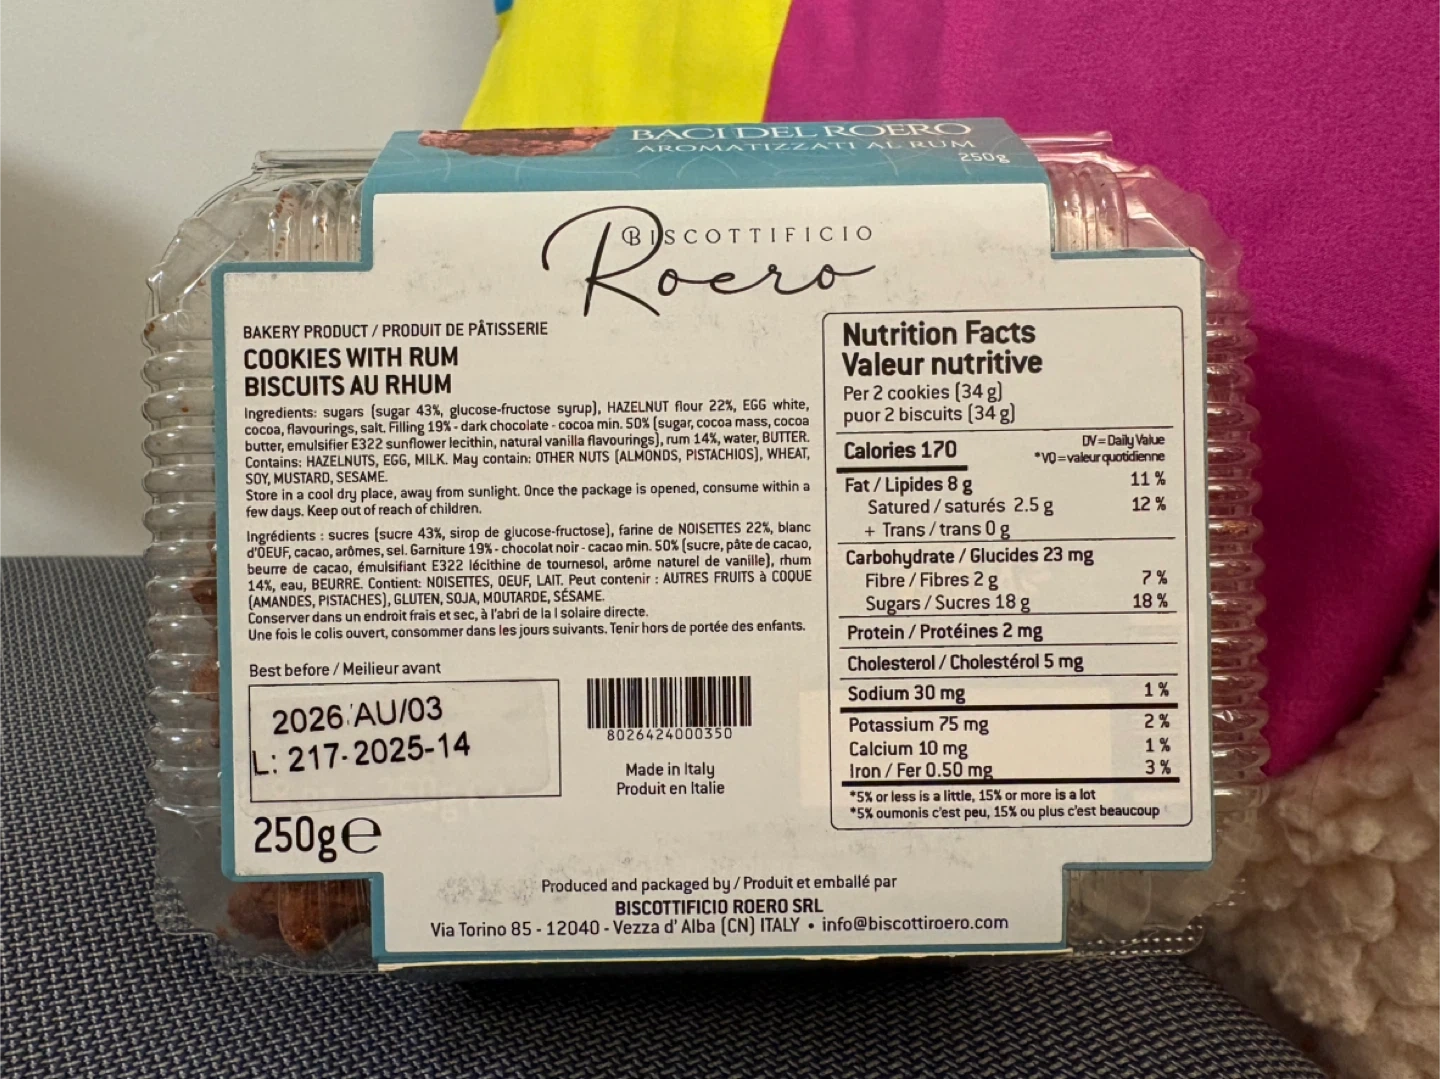 BACI DEL ROERO
AROMATIZZATI AL RUM
250g
BISCOTTIFICIO
Roero
BAKERY PRODUCT / PRODUIT DE PÂTISSERIE
COOKIES WITH RUM
BISCUITS AU RHUM
Ingredients: sugars (sugar 43%, glucose-fructose syrup), HAZELNUT flour 22%, EGG white,
cocoa, flavourings, salt. Filling 19% - dark chocolate - cocoa min. 50% (sugar, cocoa mass, cocoa
butter, emulsifier E322 sunflower lecithin, natural vanilla flavourings), rum 14%, water, BUTTER.
Contains: HAZELNUTS, EGG, MILK. May contain: OTHER NUTS (ALMONDS, PISTACHIOS), WHEAT,
SOY, MUSTARD, SESAME.
Store in a cool dry place, away from sunlight. Once the package is opened, consume within a
few days. Keep out of reach of children.
Ingrédients : sucres (sucre 43%, sirop de glucose-fructose), farine de NOISETTES 22%, blanc
d'OEUF, cacao, arômes, sel. Garniture 19% - chocolat noir - cacao min. 50% (sucre, pâte de cacao,
beurre de cacao, émulsifiant E322 lécithine de tournesol, arôme naturel de vanille), rhum
14%, eau, BEURRE. Contient: NOISETTES, OEUF, LAIT. Peut contenir : AUTRES FRUITS à COQUE
(AMANDES, PISTACHES), GLUTEN, SOJA, MOUTARDE, SÉSAME.
Conserver dans un endroit frais et sec, à l'abri de la l solaire directe.
Une fois le colis ouvert, consommer dans les jours suivants. Tenir hors de portée des enfants.
Best before / Meilieur avant
2026 AU/03
L: 217-2025-14
250g e
8026424000350
Made in Italy
Produit en Italie
Nutrition Facts
Valeur nutritive
Per 2 cookies (34 g)
puor 2 biscuits (34 g)
Calories 170
DV=Daily Value
*VQ=valeur quotidienne
Fat / Lipides 8 g 11 %
Satured / saturés 2.5 g 12 %
+ Trans / trans 0 g
Carbohydrate / Glucides 23 mg
Fibre / Fibres 2 g 7 %
Sugars / Sucres 18 g 18 %
Protein / Protéines 2 mg
Cholesterol / Cholestérol 5 mg
Sodium 30 mg 1 %
Potassium 75 mg 2 %
Calcium 10 mg 1 %
Iron / Fer 0.50 mg 3 %
*5% or less is a little, 15% or more is a lot
*5% oumonis c'est peu, 15% ou plus c'est beaucoup
Produced and packaged by / Produit et emballé par
BISCOTTIFICIO ROERO SRL
Via Torino 85 - 12040 - Vezza d' Alba (CN) ITALY • info@biscottiroero.com